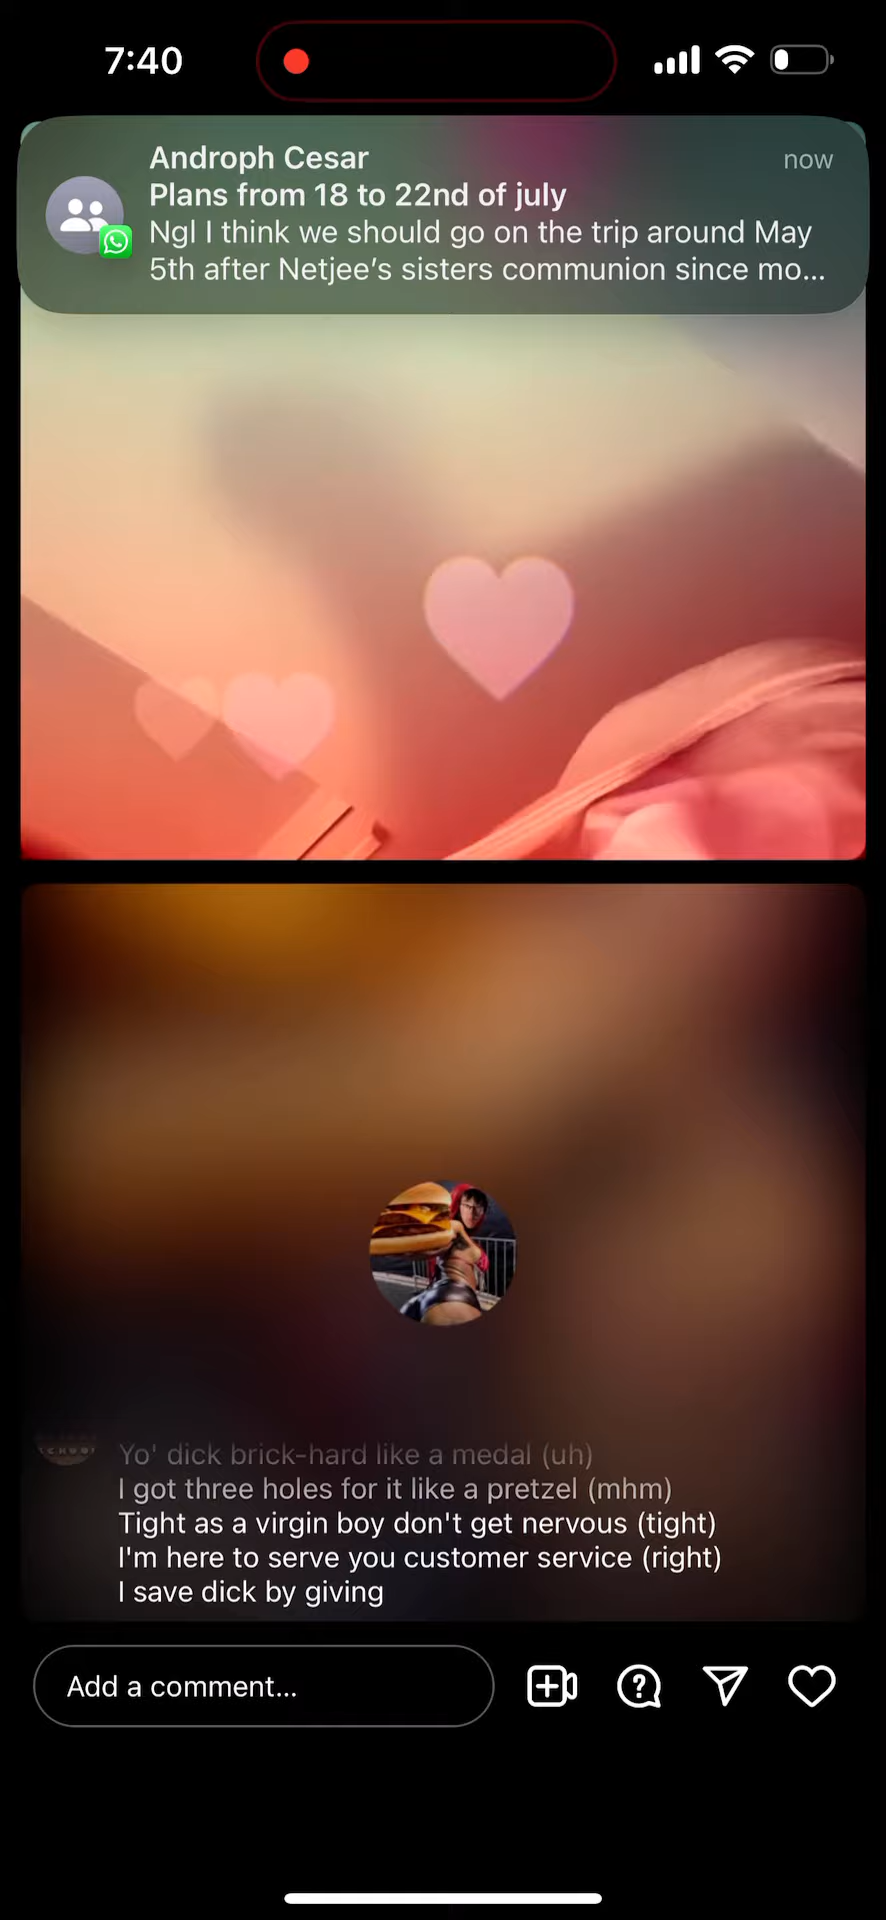 7:40
Androph Cesar
now
Plans from 18 to 22nd of july
Ngl I think we should go on the trip around May
5th after Netjee’s sisters communion since mo...
Yo' dick brick-hard like a medal (uh)
I got three holes for it like a pretzel (mhm)
Tight as a virgin boy don't get nervous (tight)
I'm here to serve you customer service (right)
I save dick by giving
Add a comment...